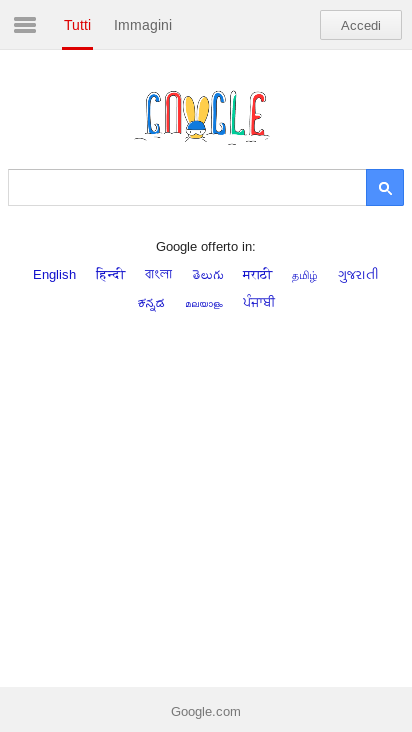 Tutti Immagini Accedi
Google offerto in:
English हिन्दी বাংলা తెలుగు मराठी தமிழ் ગુજરાતી
ಕನ್ನಡ മലയാളം ਪੰਜਾਬੀ
Google.com